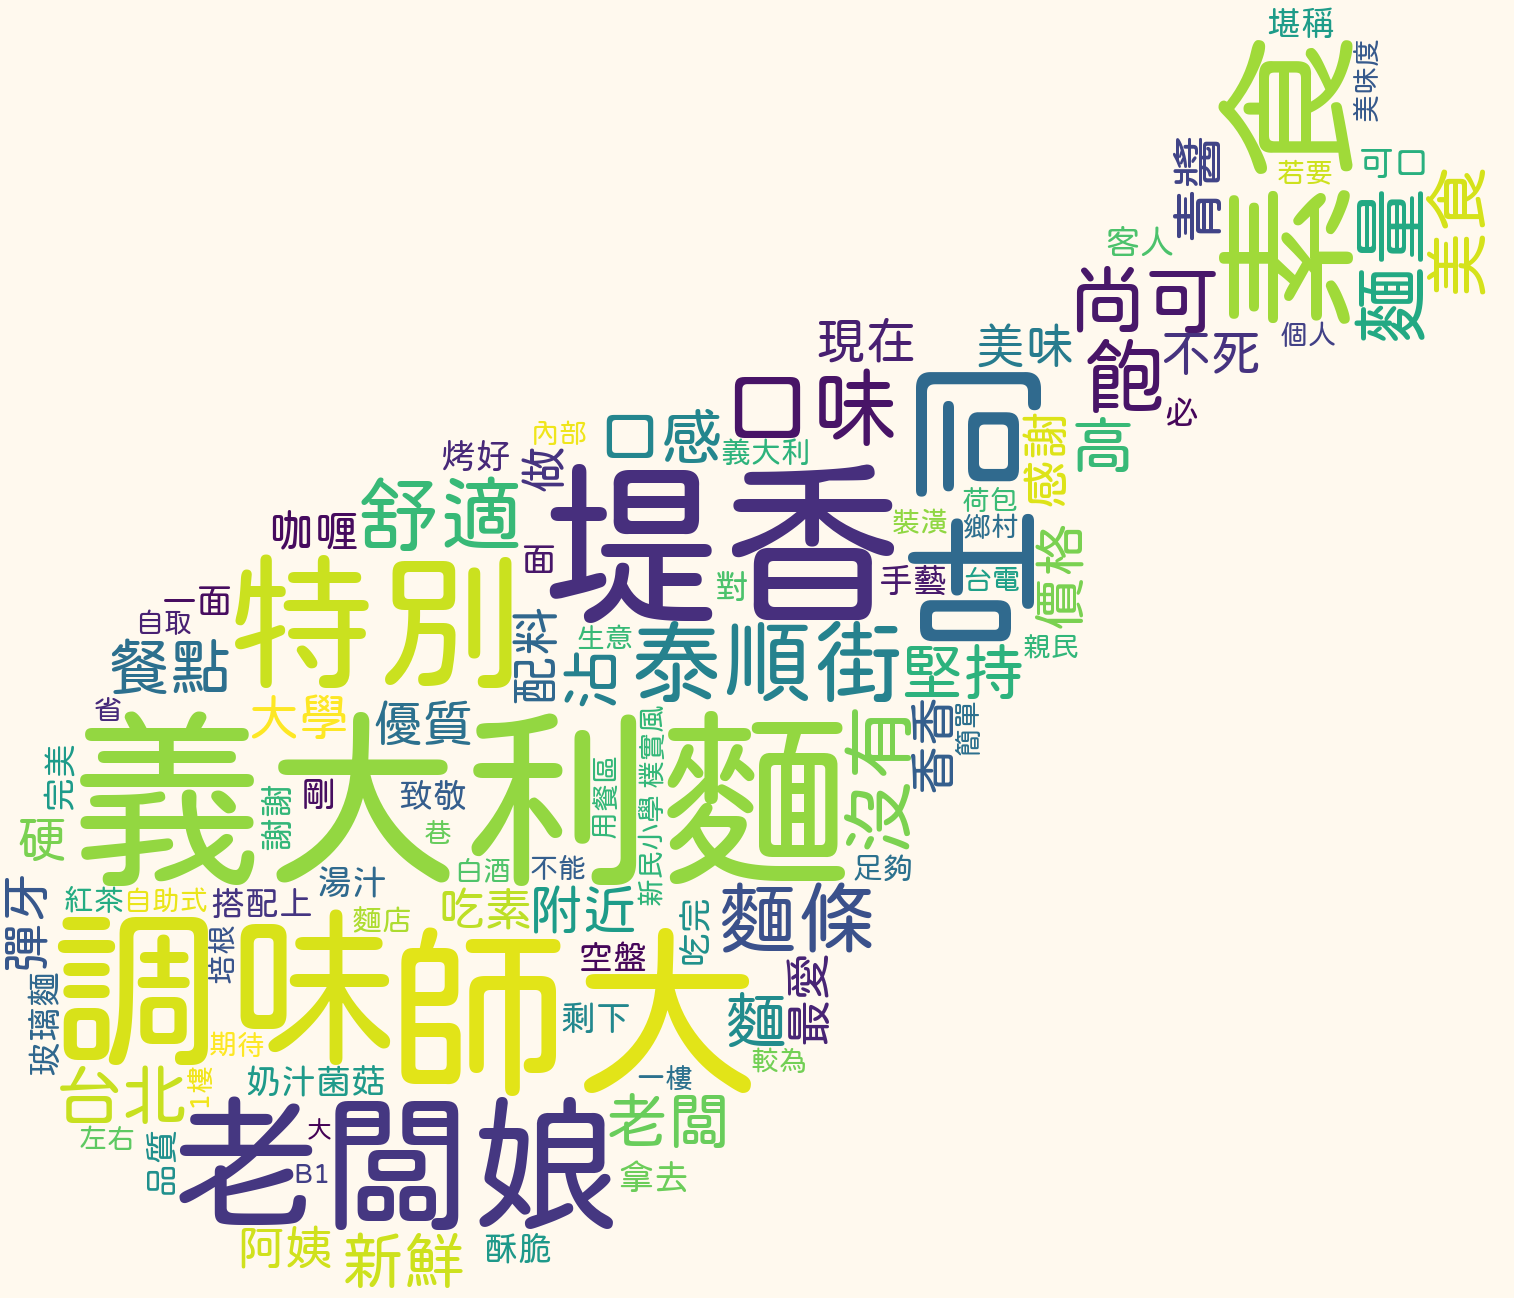 堪稱
素食
美味度
青醬
若要
可口
美食
麵量
客人
尚可
個人
不死
現在
美味
飽
必
口味
吉問
感謝
高
口感
義大利
內部
烤好
做
荷包
鄉村
裝潢
舒適
咖哩
堤香
面
價格
特別
對
手藝
台電
一面
自取
餐點
配料
生意
沾
泰順街
堅持
親民
省
大學
優質
樸實風
沒有
香香
簡單
完美
義大利麵
謝謝
剛
致敬
用餐區
新民小學
硬
巷
白酒
不能
足夠
湯汁
彈牙
紅茶
自助式
搭配上
麵店
吃素
附近
麵條
吃完
調味
培根
師大
空盤
最愛
玻璃麵
剩下
麵
期待
較為
台北
1樓
奶汁菌菇
一樓
左右
品質
老闆娘
大
B1
老闆
拿去
阿姨
新鮮
酥脆